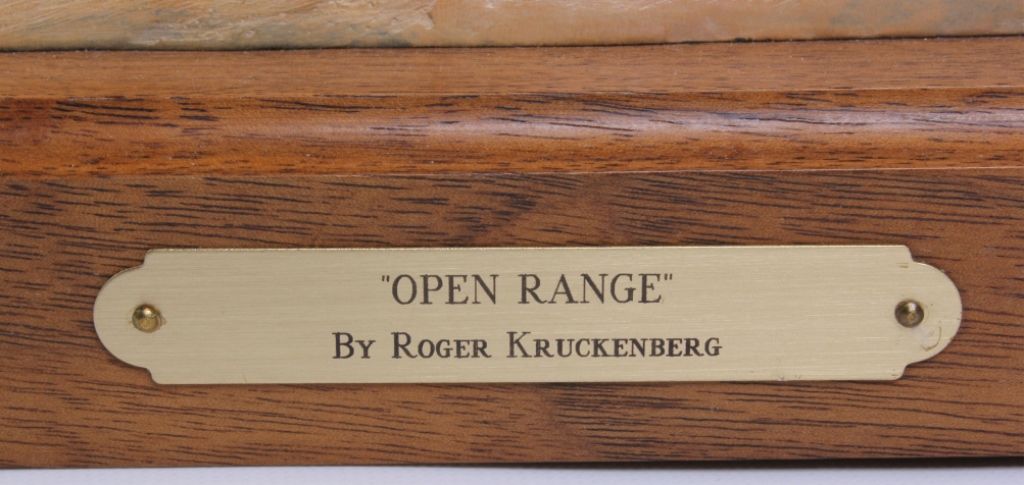 "OPEN RANGE"
BY ROGER KRUCKENBERG